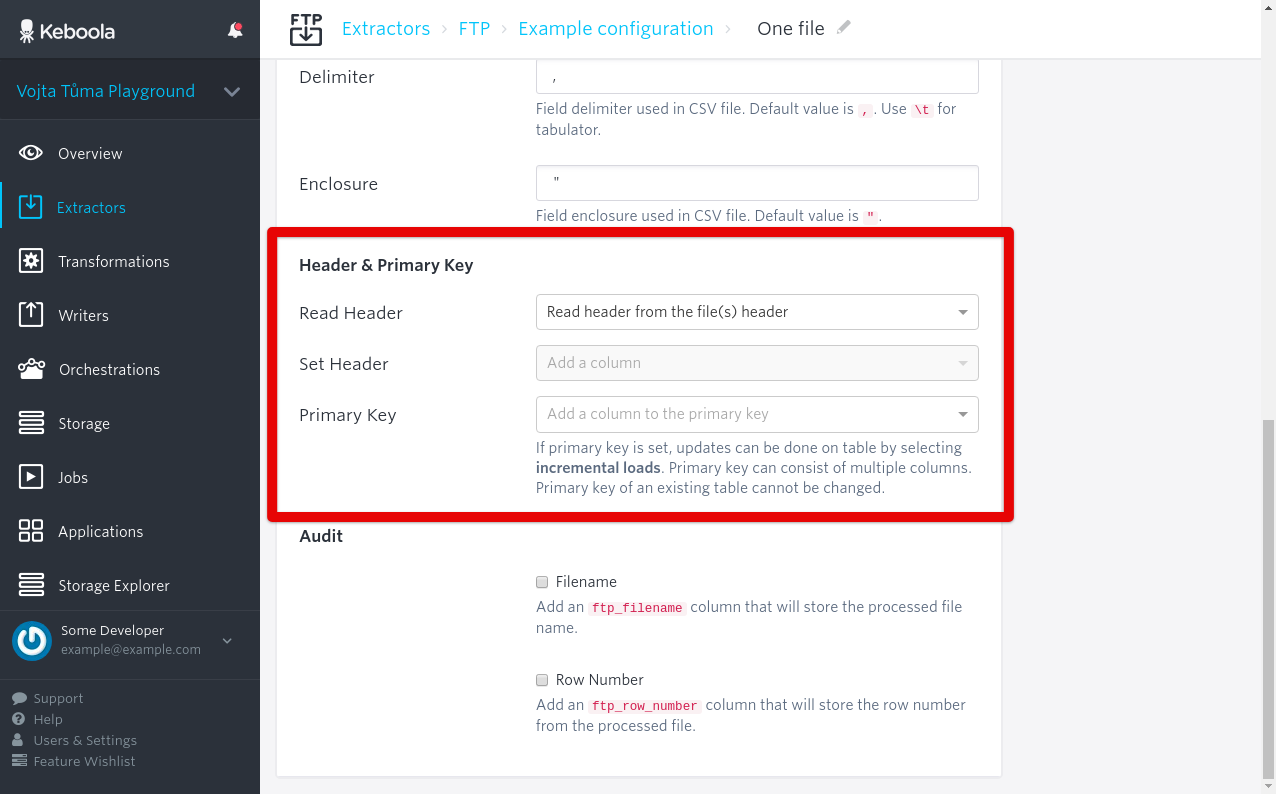 Keboola
Vojta Tůma Playground
Overview
Extractors
Transformations
Writers
Orchestrations
Storage
Jobs
Applications
Storage Explorer
Some Developer
example@example.com
Support
Help
Users & Settings
Feature Wishlist
FTP
Extractors › FTP › Example configuration › One file
Delimiter
,
Field delimiter used in CSV file. Default value is , . Use \t for
tabulator.
Enclosure
"
Field enclosure used in CSV file. Default value is " .
Header & Primary Key
Read Header
Read header from the file(s) header
Set Header
Add a column
Primary Key
Add a column to the primary key
If primary key is set, updates can be done on table by selecting
incremental loads. Primary key can consist of multiple columns.
Primary key of an existing table cannot be changed.
Audit
Filename
Add an ftp_filename column that will store the processed file
name.
Row Number
Add an ftp_row_number column that will store the row number
from the processed file.